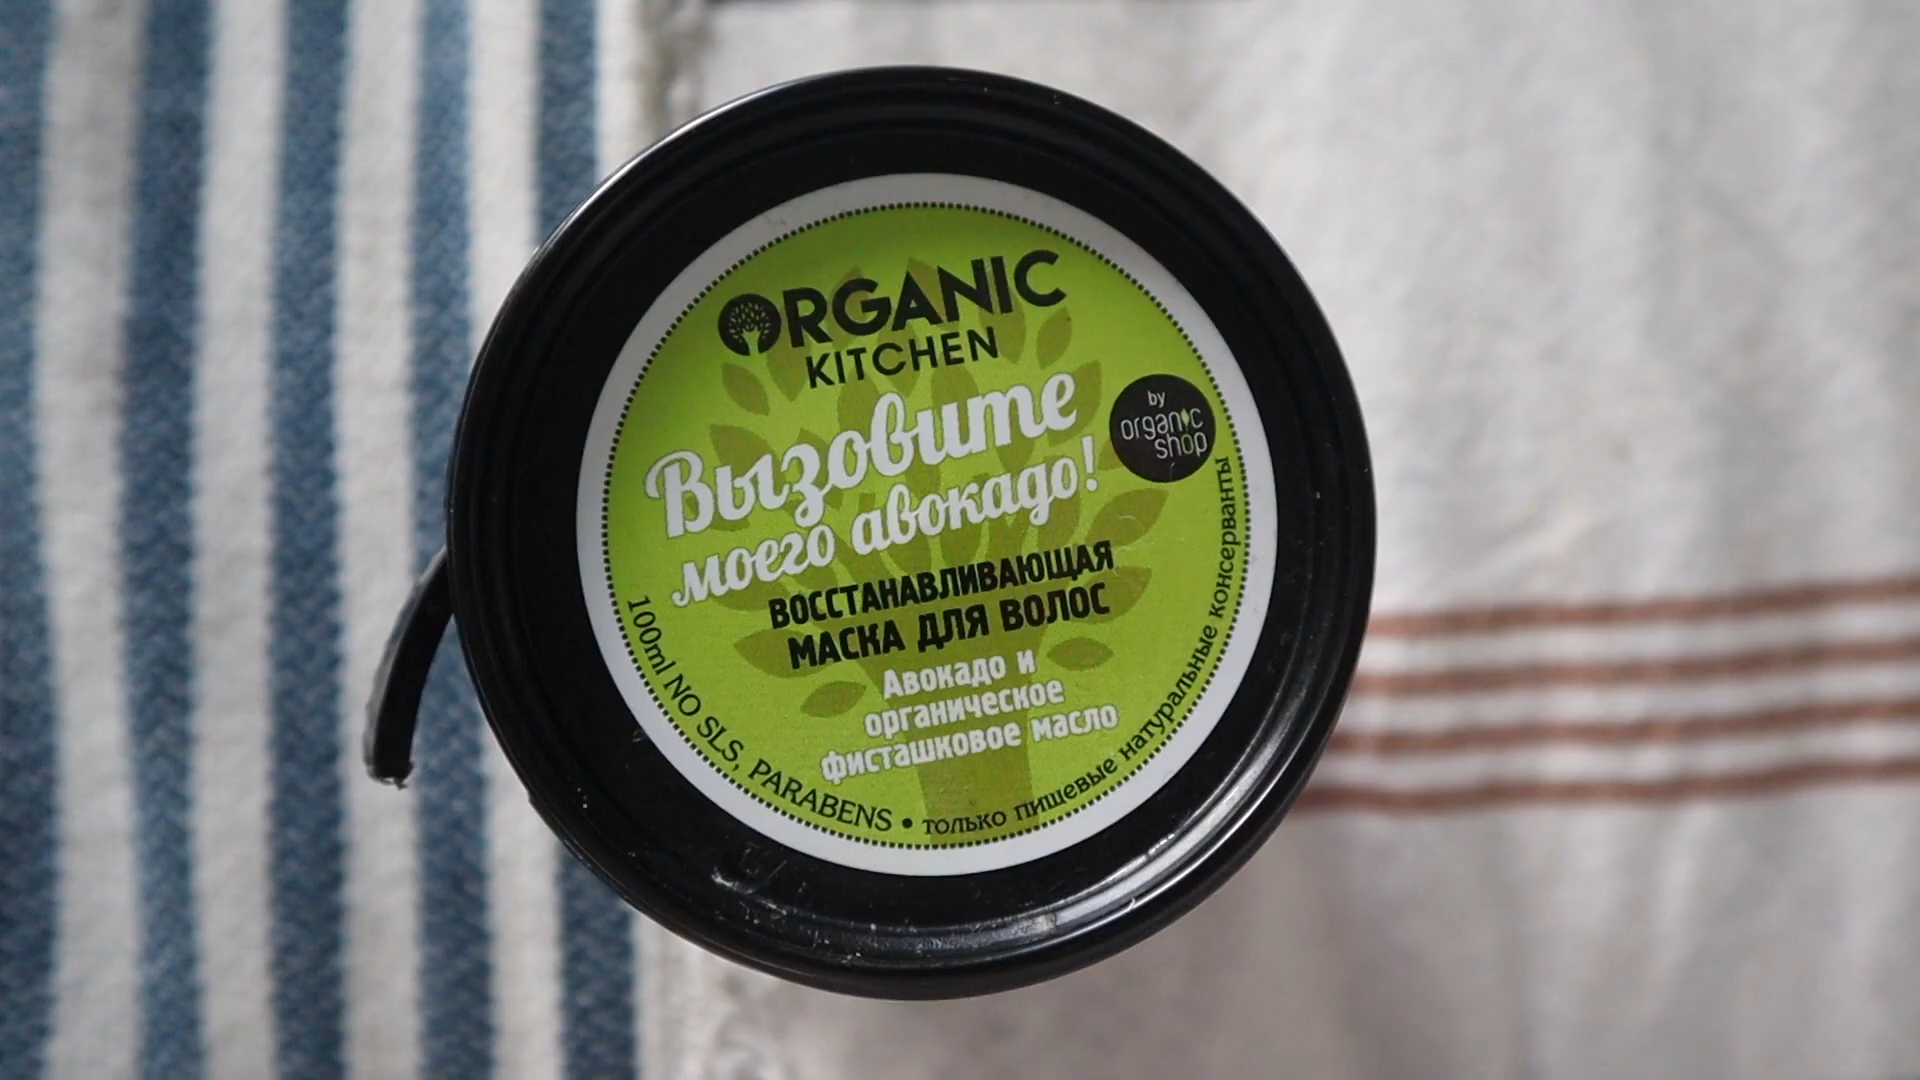 ORGANIC
KITCHEN
by
organic
shop
Вызовите
моего авокадо!
ВОССТАНАВЛИВАЮЩАЯ
МАСКА ДЛЯ ВОЛОС
Авокадо и
органическое
фисташковое масло
100ml NO SLS, PARABENS • только пищевые натуральные консерванты